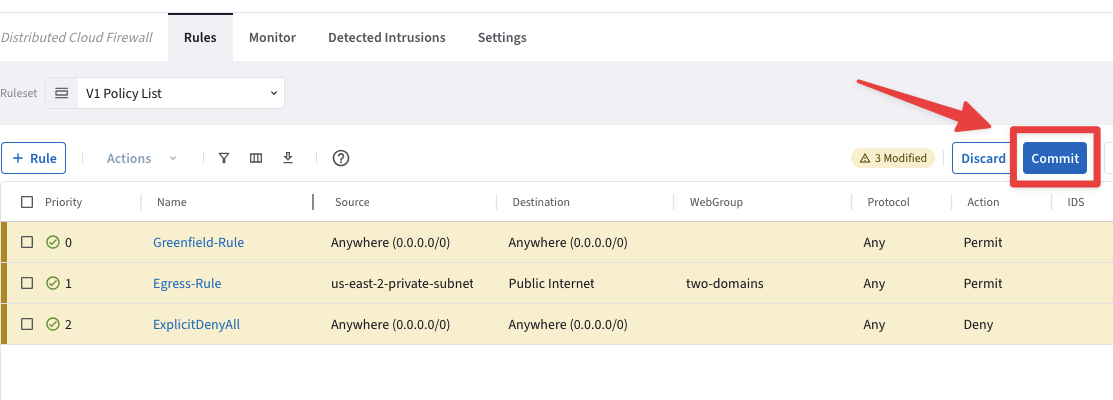 Distributed Cloud Firewall Rules Monitor Detected Intrusions Settings
Ruleset V1 Policy List
+ Rule Actions 3 Modified Discard Commit
Priority Name Source Destination WebGroup Protocol Action IDS
0 Greenfield-Rule Anywhere (0.0.0.0/0) Anywhere (0.0.0.0/0) Any Permit
1 Egress-Rule us-east-2-private-subnet Public Internet two-domains Any Permit
2 ExplicitDenyAll Anywhere (0.0.0.0/0) Anywhere (0.0.0.0/0) Any Deny